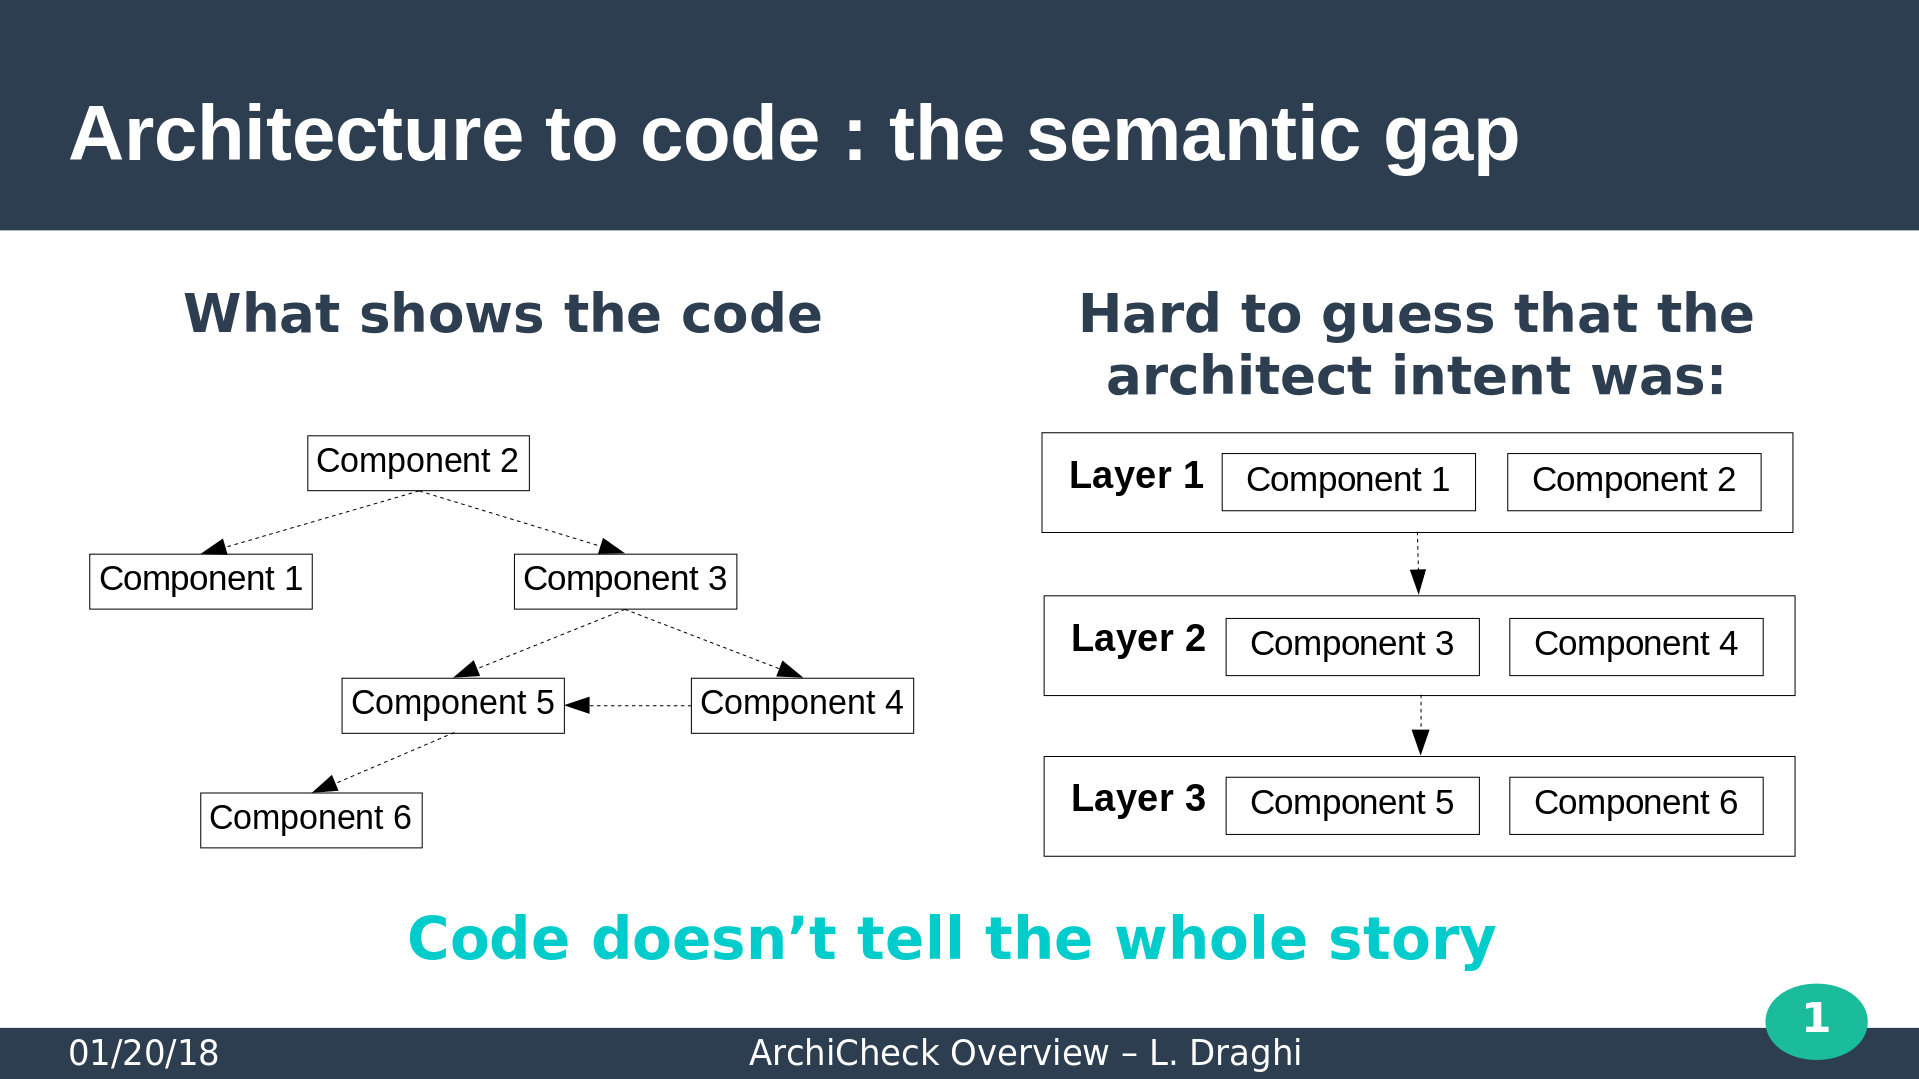 Architecture to code : the semantic gap
What shows the code
Component 2
Component 1
Component 3
Component 5
Component 4
Component 6
Hard to guess that the
architect intent was:
Layer 1
Component 1
Component 2
Layer 2
Component 3
Component 4
Layer 3
Component 5
Component 6
Code doesn’t tell the whole story
01/20/18
ArchiCheck Overview – L. Draghi
1